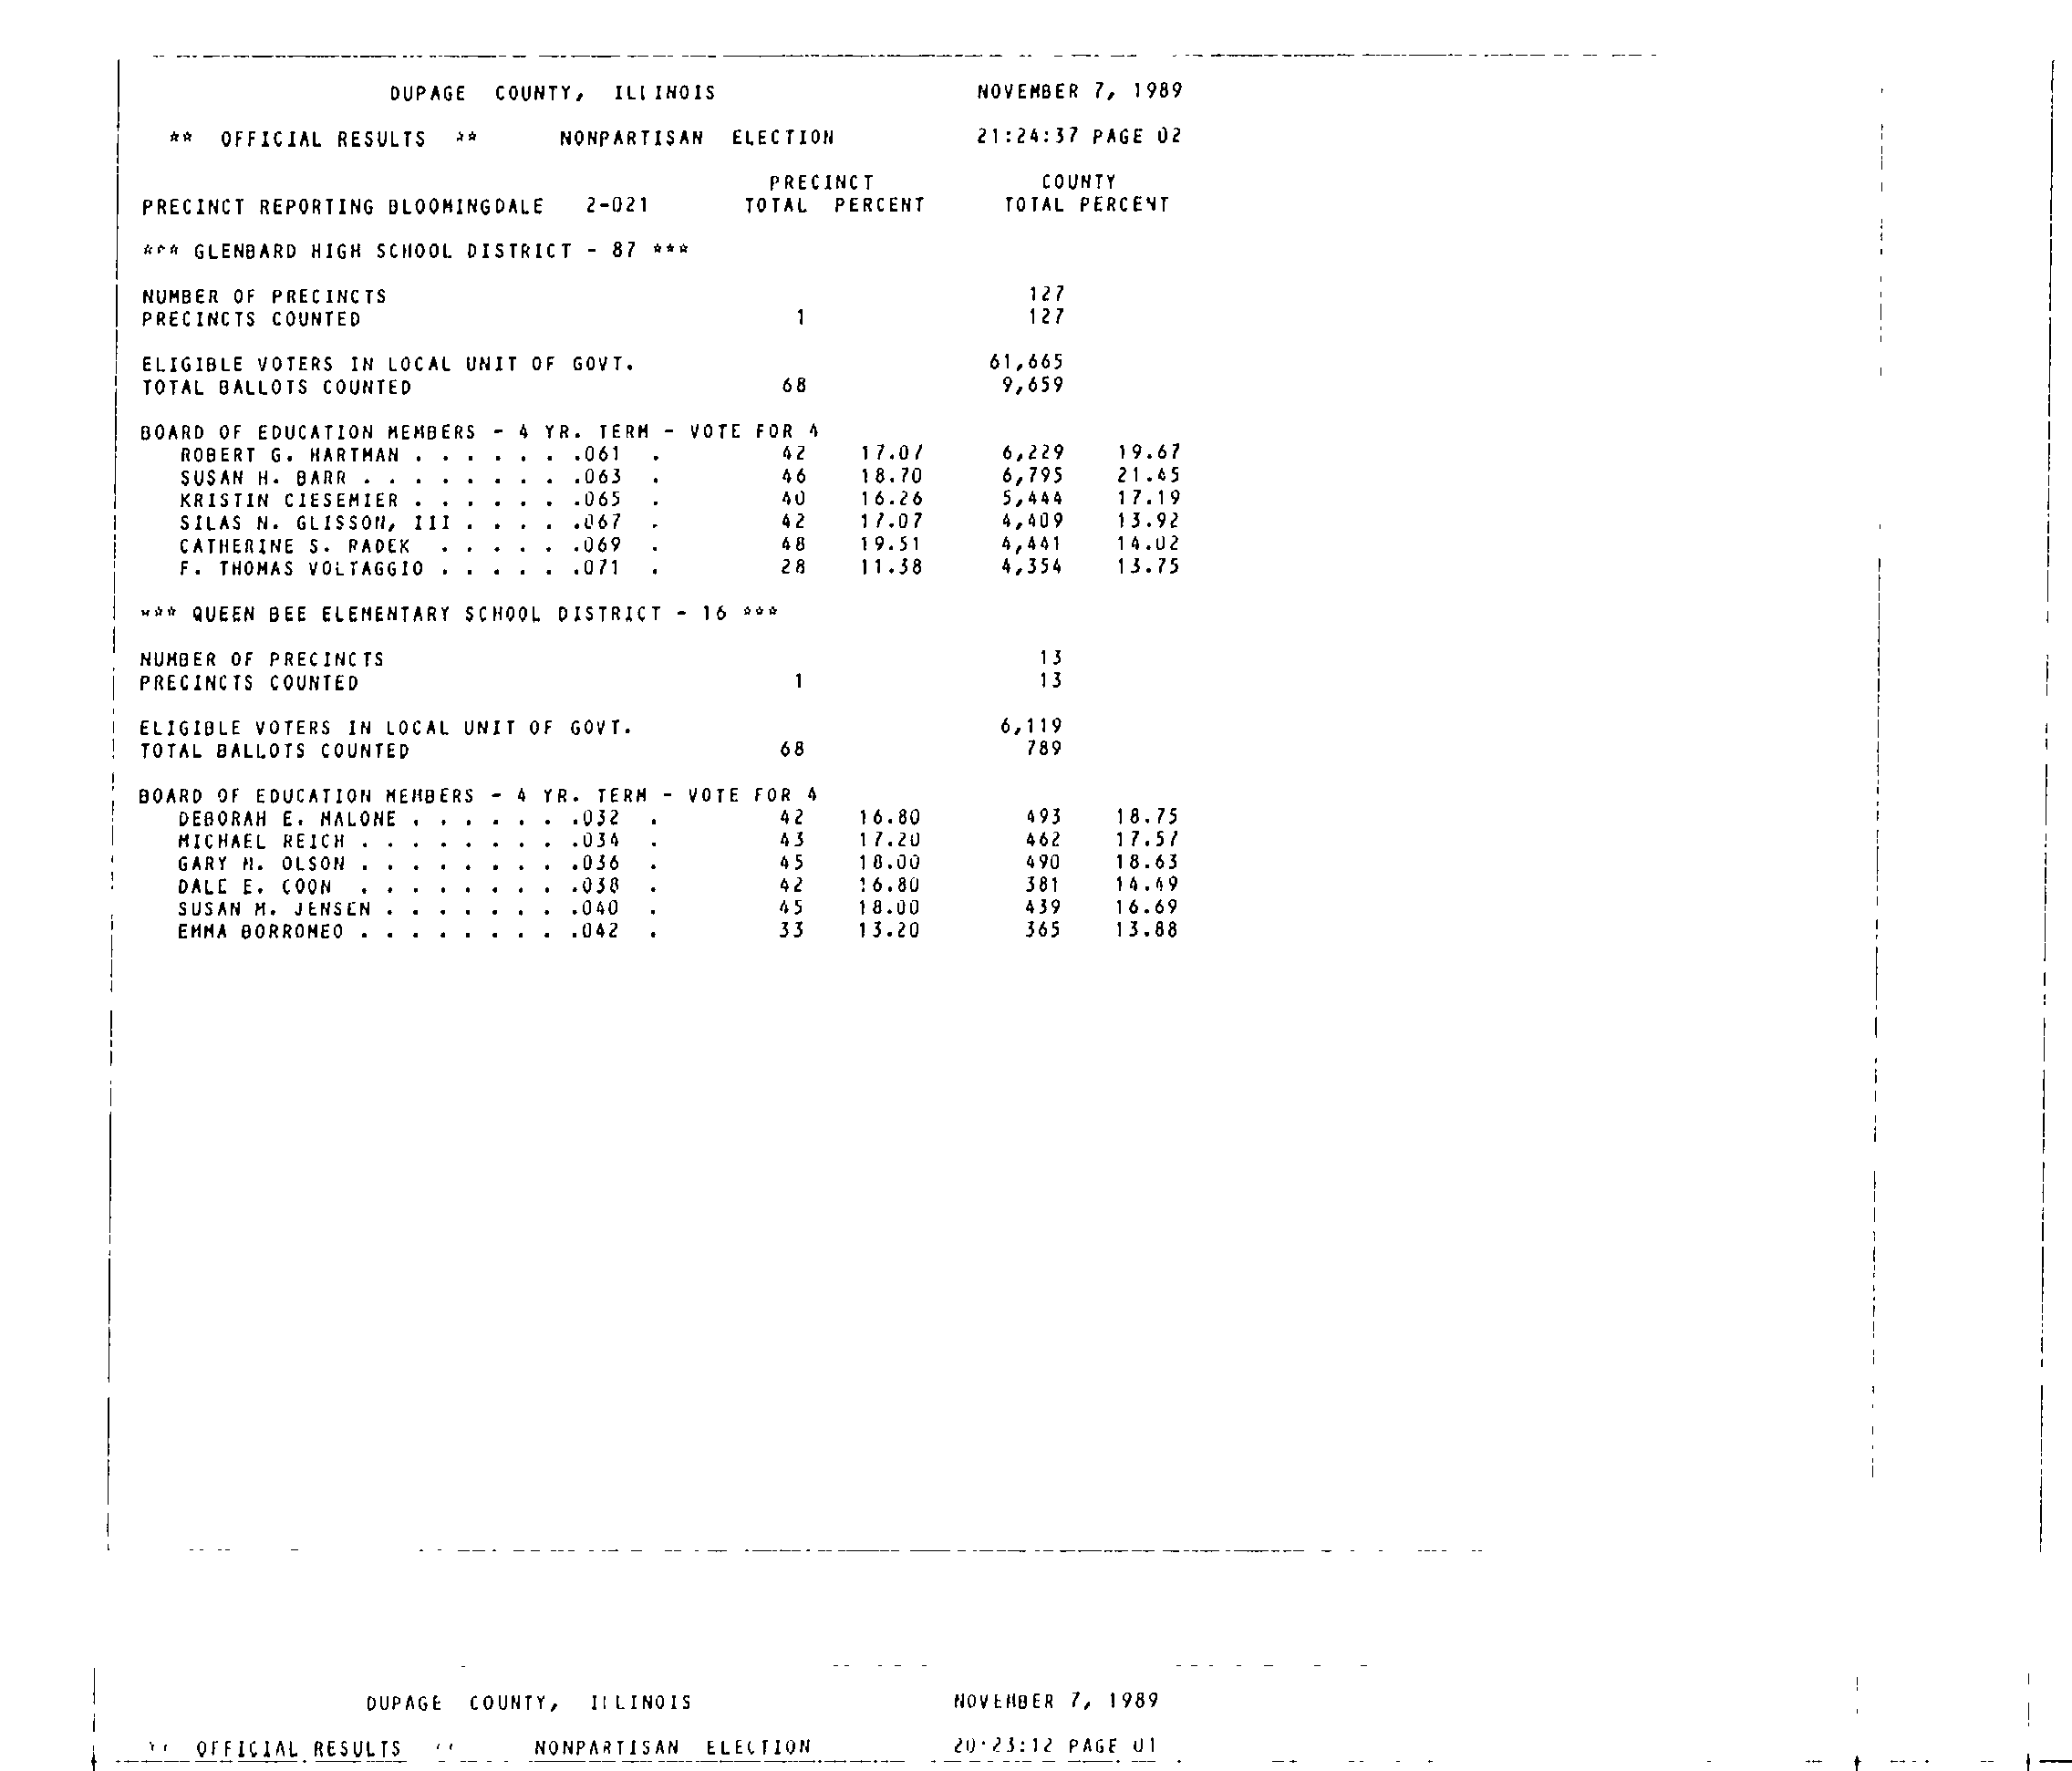 DUPAGE COUNTY, ILLINOIS NOVEMBER 7, 1989
** OFFICIAL RESULTS ** NONPARTISAN ELECTION 21:24:37 PAGE 02
PRECINCT COUNTY
PRECINCT REPORTING BLOOMINGDALE 2-021 TOTAL PERCENT TOTAL PERCENT
*** GLENBARD HIGH SCHOOL DISTRICT - 87 ***
NUMBER OF PRECINCTS 127
PRECINCTS COUNTED 1 127
ELIGIBLE VOTERS IN LOCAL UNIT OF GOVT. 61,665
TOTAL BALLOTS COUNTED 68 9,659
BOARD OF EDUCATION MEMBERS - 4 YR. TERM - VOTE FOR 4
ROBERT G. HARTMAN . . . . . . .061 . 42 17.07 6,229 19.67
SUSAN H. BARR . . . . . . . . .063 . 46 18.70 6,795 21.45
KRISTIN CIESEMIER . . . . . . .065 . 40 16.26 5,444 17.19
SILAS N. GLISSON, III . . . . .067 . 42 17.07 4,409 13.92
CATHERINE S. RADEK . . . . . .069 . 48 19.51 4,441 14.02
F. THOMAS VOLTAGGIO . . . . . .071 . 28 11.38 4,354 13.75
*** QUEEN BEE ELEMENTARY SCHOOL DISTRICT - 16 ***
NUMBER OF PRECINCTS 13
PRECINCTS COUNTED 1 13
ELIGIBLE VOTERS IN LOCAL UNIT OF GOVT. 6,119
TOTAL BALLOTS COUNTED 68 789
BOARD OF EDUCATION MEMBERS - 4 YR. TERM - VOTE FOR 4
DEBORAH E. MALONE . . . . . . .032 . 42 16.80 493 18.75
MICHAEL REICH . . . . . . . . .034 . 43 17.20 462 17.57
GARY M. OLSON . . . . . . . . .036 . 45 18.00 490 18.63
DALE E. COON . . . . . . . . .038 . 42 16.80 381 14.49
SUSAN M. JENSEN . . . . . . . .040 . 45 18.00 439 16.69
EMMA BORROMEO . . . . . . . . .042 . 33 13.20 365 13.88
DUPAGE COUNTY, ILLINOIS NOVEMBER 7, 1989
** OFFICIAL RESULTS ** NONPARTISAN ELECTION 20:23:12 PAGE 01